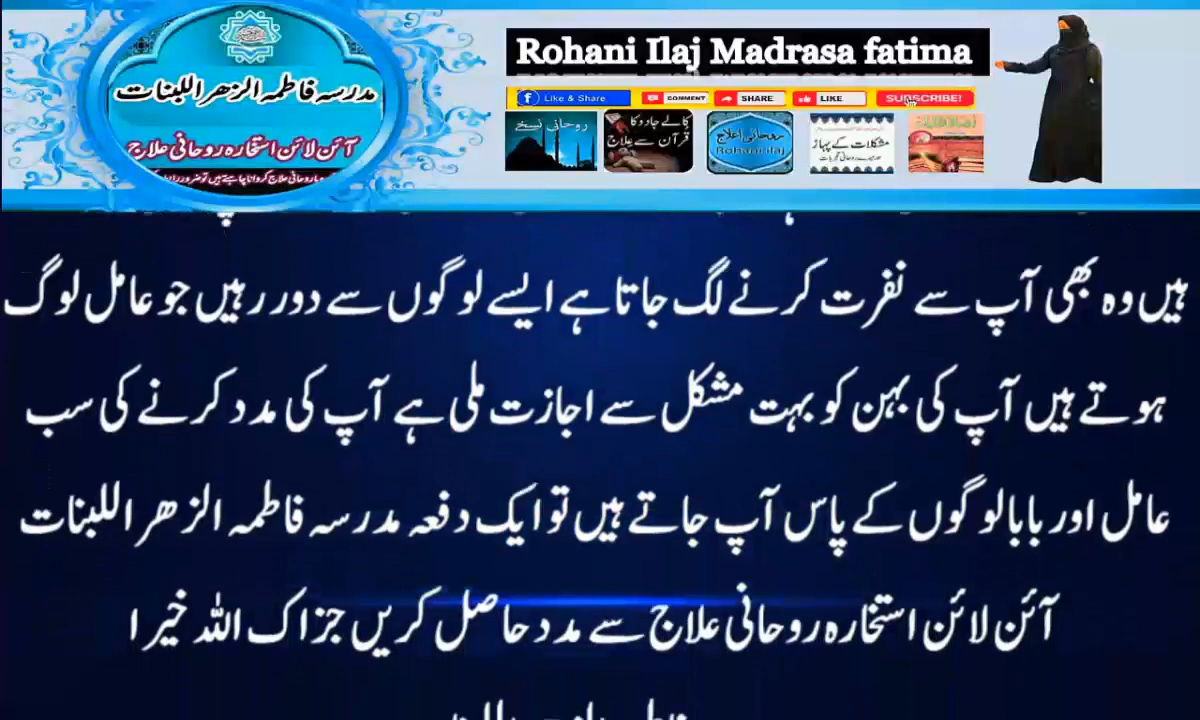 مدرسہ فاطمہ الزھرا للبنات
آئن لائن استخارہ روحانی علاج
Rohani Ilaj Madrasa fatima
Like & Share
COMMENT
SHARE
LIKE
SUBSCRIBE!
روحانی نسخے
کالے جادو کا
قرآن سے علاج
روحانی علاج
Rohani ilaj
مشکلات کے پہاڑ
ہیں وہ بھی آپ سے نفرت کرنے لگ جاتا ہے ایسے لوگوں سے دور رہیں جو عامل لوگ
ہوتے ہیں آپ کی بہن کو بہت مشکل سے اجازت ملی ہے آپ کی مدد کرنے کی سب
عامل اور بابا لوگوں کے پاس آپ جاتے ہیں تو ایک دفعہ مدرسہ فاطمہ الزھرا للبنات
آئن لائن استخارہ روحانی علاج سے مدد حاصل کریں جزاک اللہ خیرا